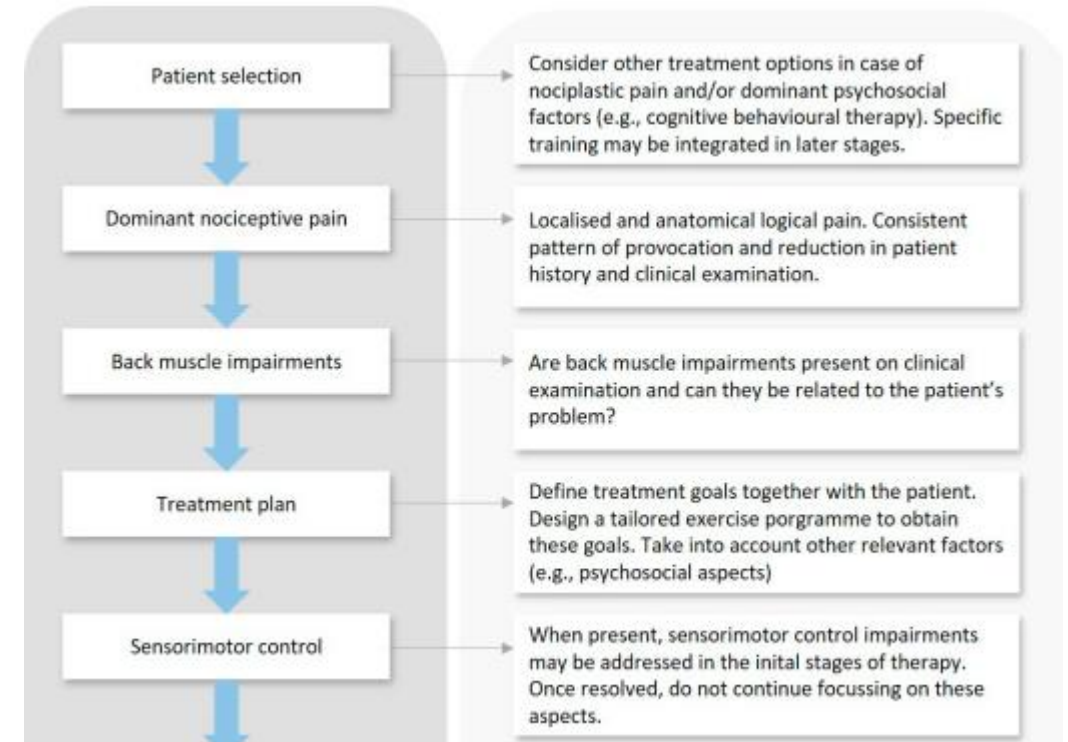 Patient selection
Consider other treatment options in case of
nociplastic pain and/or dominant psychosocial
factors (e.g., cognitive behavioural therapy). Specific
training may be integrated in later stages.
Dominant nociceptive pain
Localised and anatomical logical pain. Consistent
pattern of provocation and reduction in patient
history and clinical examination.
Back muscle impairments
Are back muscle impairments present on clinical
examination and can they be related to the patient's
problem?
Treatment plan
Define treatment goals together with the patient.
Design a tailored exercise porgramme to obtain
these goals. Take into account other relevant factors
(e.g., psychosocial aspects)
Sensorimotor control
When present, sensorimotor control impairments
may be addressed in the inital stages of therapy.
Once resolved, do not continue focussing on these
aspects.